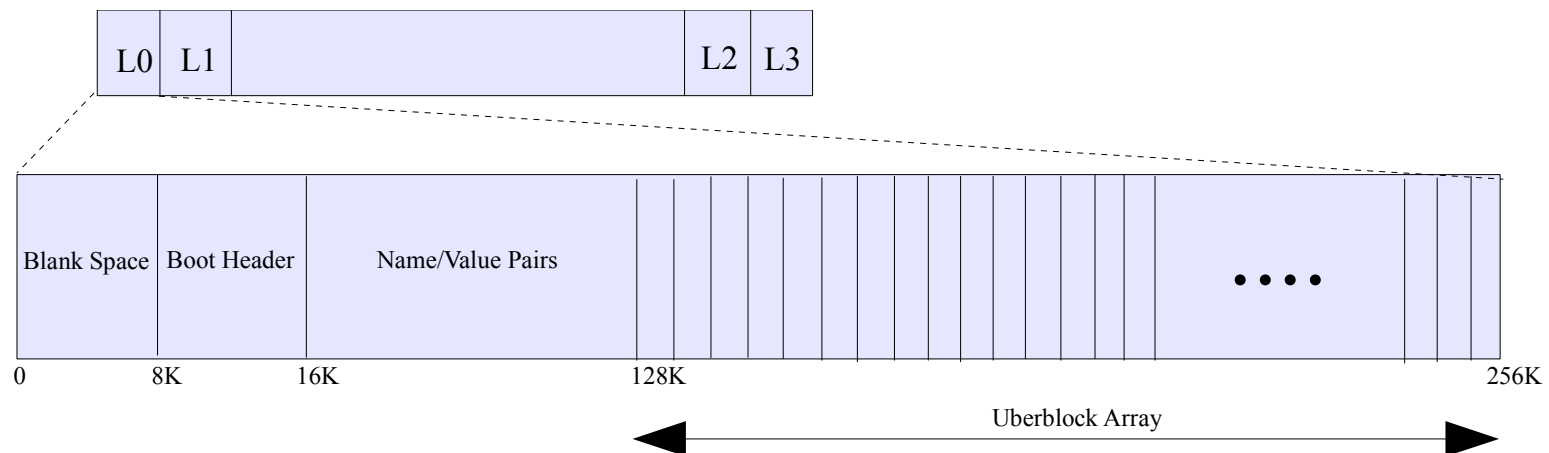 L0 L1 L2 L3
Blank Space Boot Header Name/Value Pairs
0 8K 16K 128K 256K
Uberblock Array